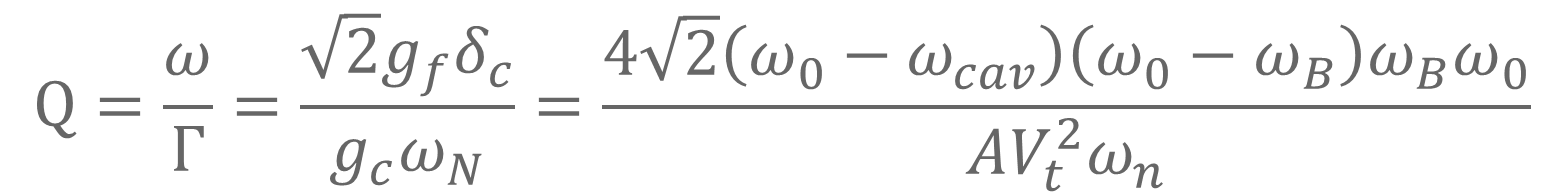 Q = ω/Γ = √2 g_f δ_c / g_c ω_N = 4√2(ω_0 − ω_cav)(ω_0 − ω_B)ω_B ω_0 / A V_t^2 ω_n